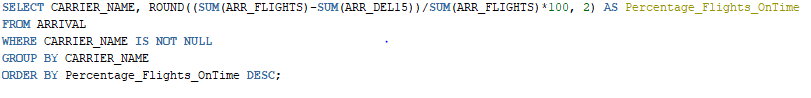 SELECT CARRIER_NAME, ROUND((SUM(ARR_FLIGHTS)-SUM(ARR_DEL15))/SUM(ARR_FLIGHTS)*100, 2) AS Percentage_Flights_OnTime
FROM ARRIVAL
WHERE CARRIER_NAME IS NOT NULL
GROUP BY CARRIER_NAME
ORDER BY Percentage_Flights_OnTime DESC;